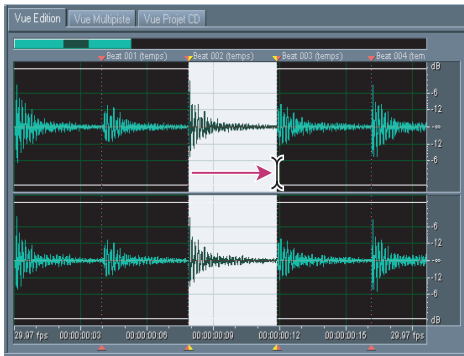 Vue Edition Vue Multipiste Vue Projet CD
Beat 001 (temps) Beat 002 (temps) Beat 003 (temps) Beat 004 (tem
dB
-6
-12
-∞
-12
-6
-6
-12
-∞
-12
-6
dB
29.97 fps 00:00:00:03 00:00:00:06 00:00:00:09 00:00:00:12 00:00:00:15 29.97 fps